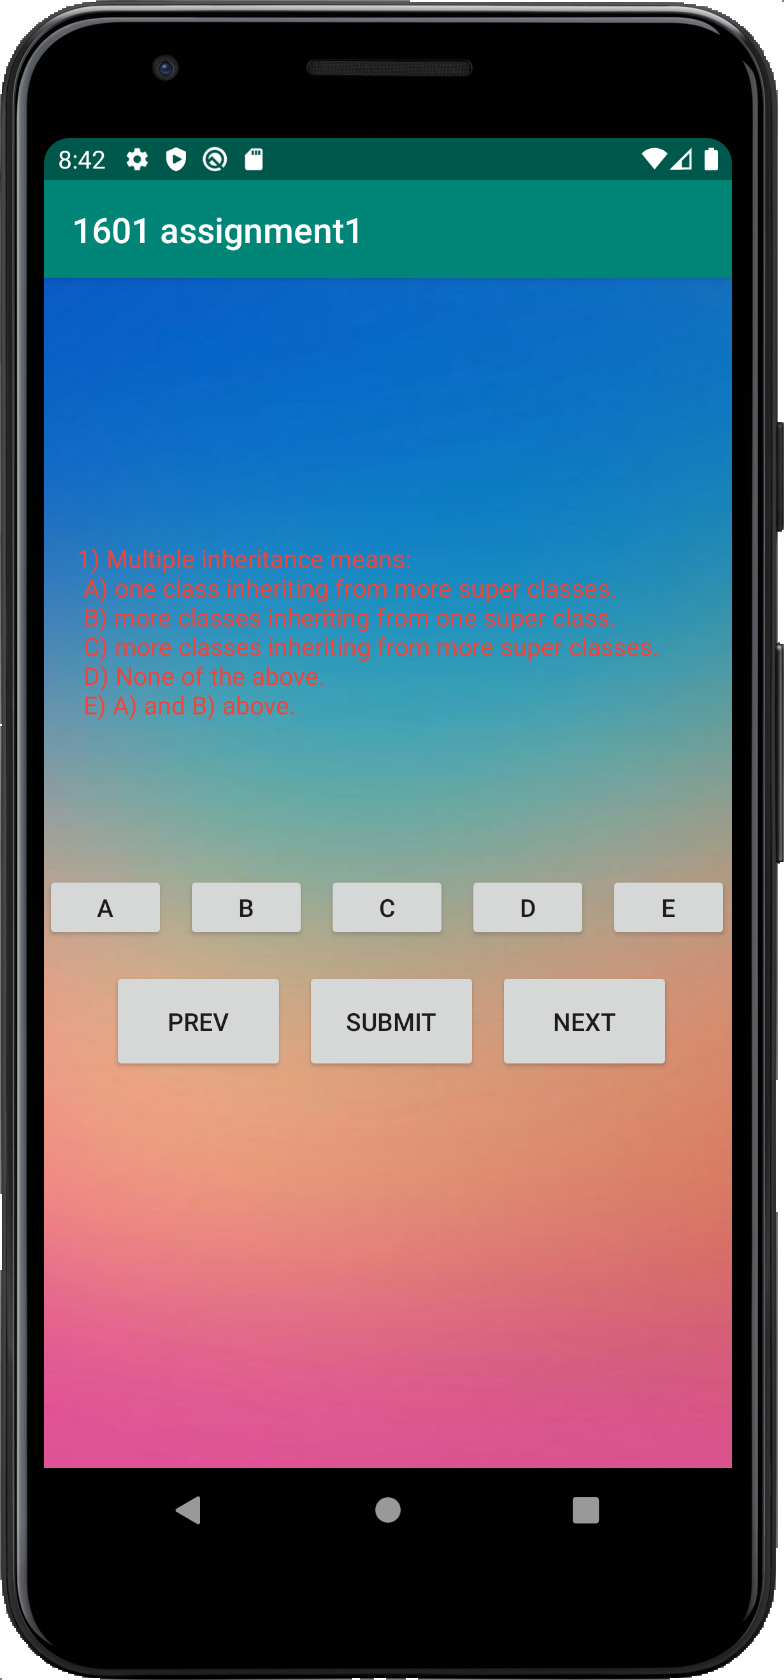 8:42
1601 assignment1
1) Multiple inheritance means:
A) one class inheriting from more super classes.
B) more classes inheriting from one super class.
C) more classes inheriting from more super classes.
D) None of the above.
E) A) and B) above.
A B C D E
PREV SUBMIT NEXT